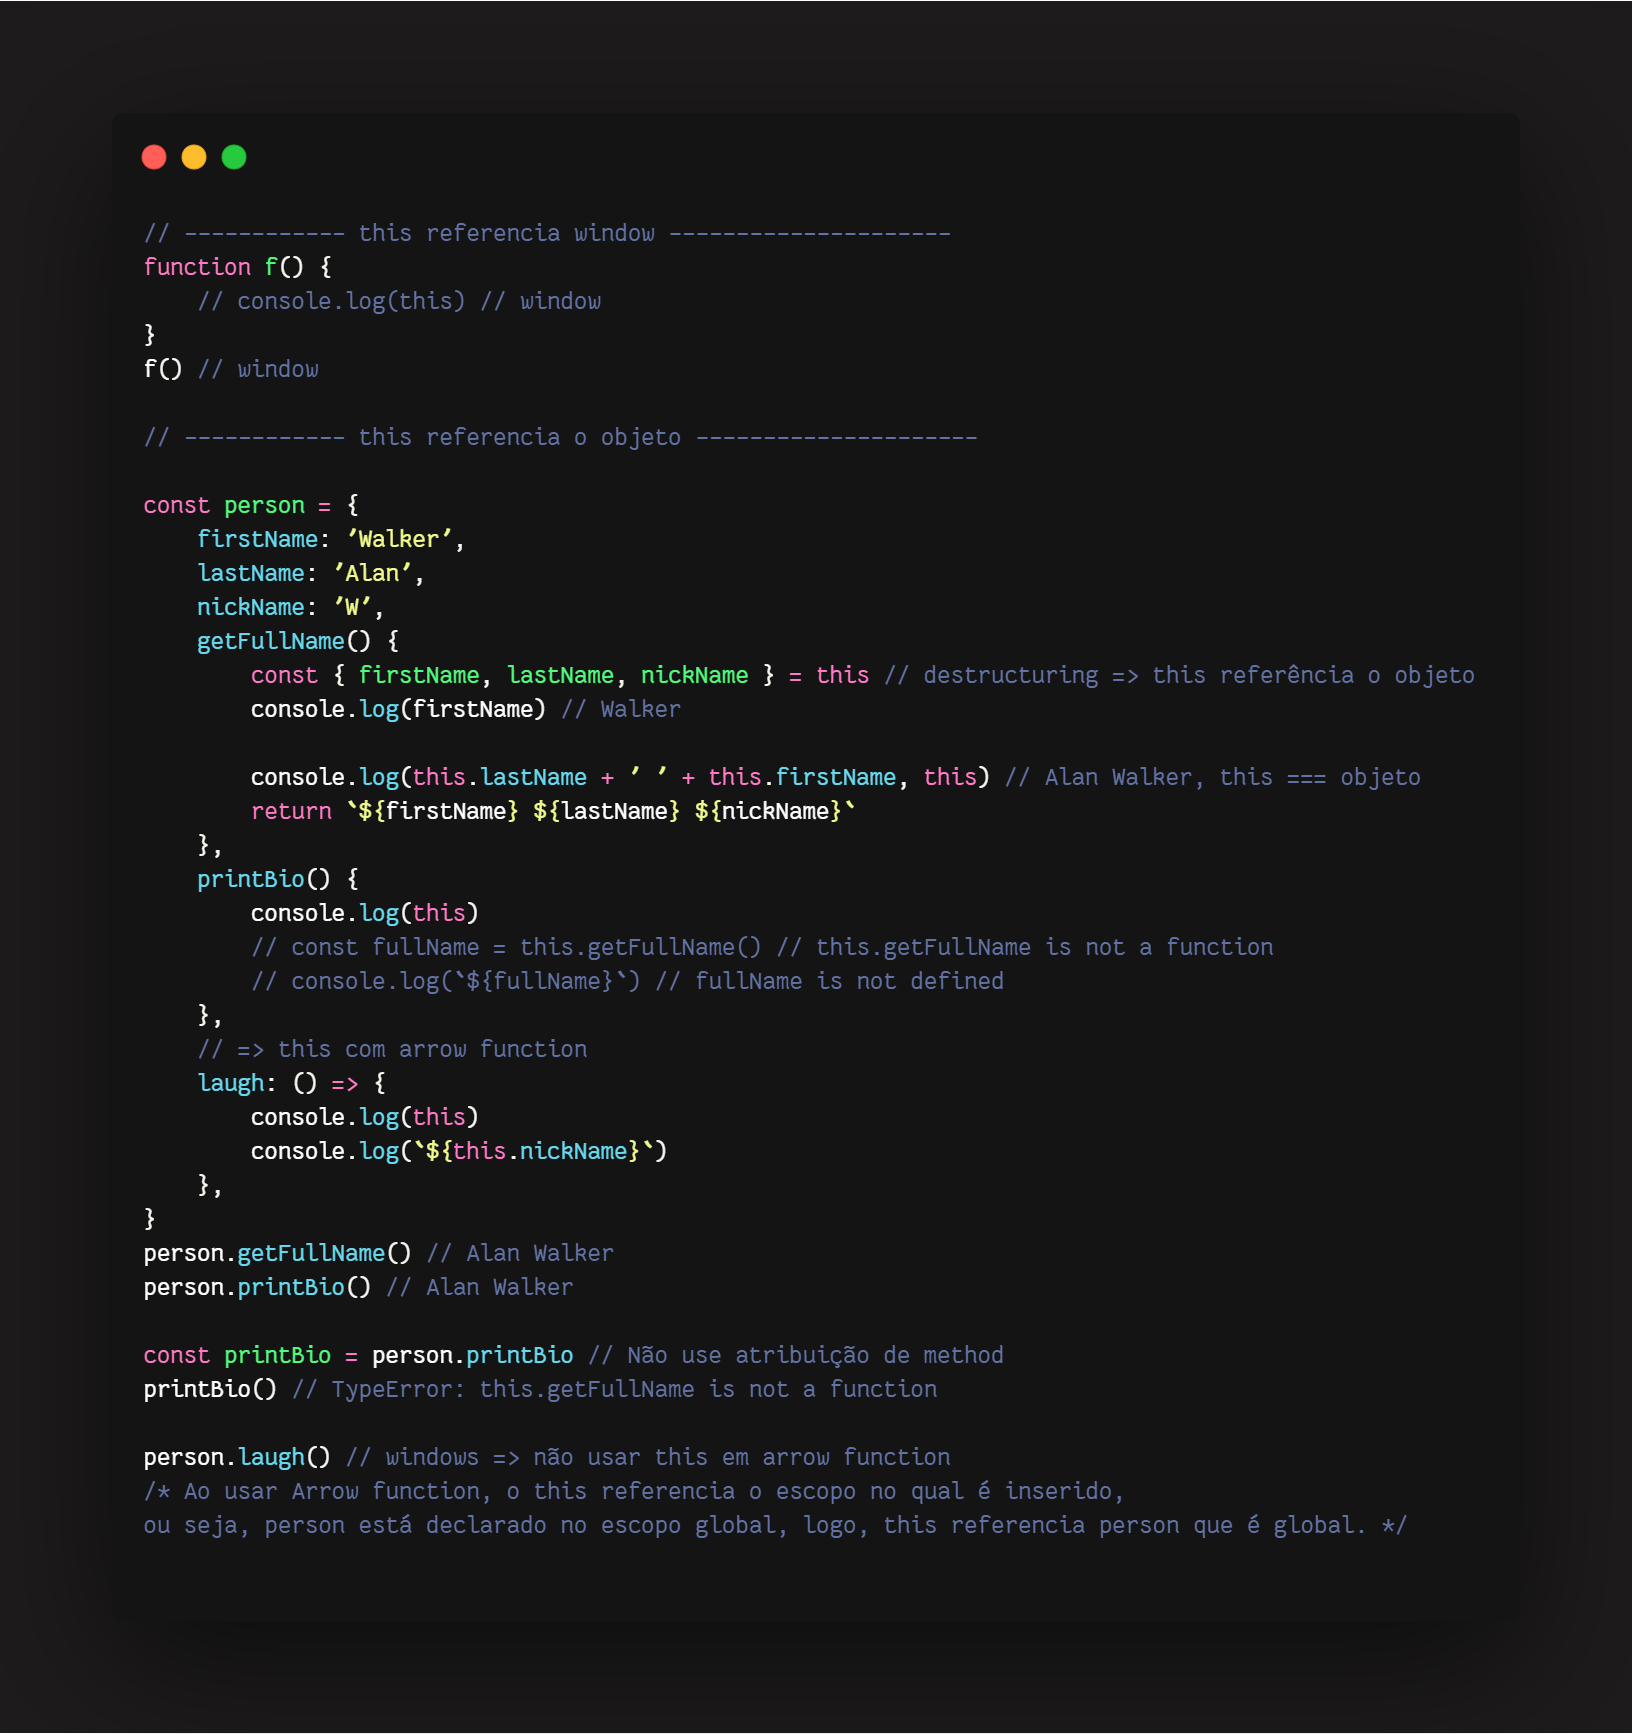 // ------------ this referencia window ---------------------
function f() {
    // console.log(this) // window
}
f() // window

// ------------ this referencia o objeto ---------------------

const person = {
    firstName: 'Walker',
    lastName: 'Alan',
    nickName: 'W',
    getFullName() {
        const { firstName, lastName, nickName } = this // destructuring => this referência o objeto
        console.log(firstName) // Walker

        console.log(this.lastName + ' ' + this.firstName, this) // Alan Walker, this === objeto
        return `${firstName} ${lastName} ${nickName}`
    },
    printBio() {
        console.log(this)
        // const fullName = this.getFullName() // this.getFullName is not a function
        // console.log(`${fullName}`) // fullName is not defined
    },
    // => this com arrow function
    laugh: () => {
        console.log(this)
        console.log(`${this.nickName}`)
    },
}
person.getFullName() // Alan Walker
person.printBio() // Alan Walker

const printBio = person.printBio // Não use atribuição de method
printBio() // TypeError: this.getFullName is not a function

person.laugh() // windows => não usar this em arrow function
/* Ao usar Arrow function, o this referencia o escopo no qual é inserido,
ou seja, person está declarado no escopo global, logo, this referencia person que é global. */